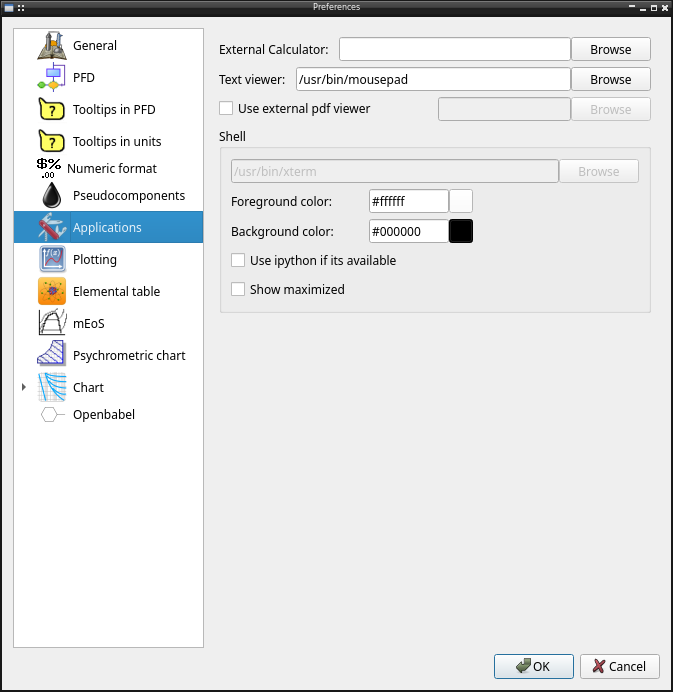 Preferences
General
PFD
? Tooltips in PFD
? Tooltips in units
$%
.00
Numeric format
Pseudocomponents
Applications
f(x)
Plotting
Elemental table
mEoS
Psychrometric chart
Chart
Openbabel
External Calculator: Browse
Text viewer: /usr/bin/mousepad Browse
Use external pdf viewer Browse
Shell
/usr/bin/xterm Browse
Foreground color: #ffffff
Background color: #000000
Use ipython if its available
Show maximized
OK Cancel